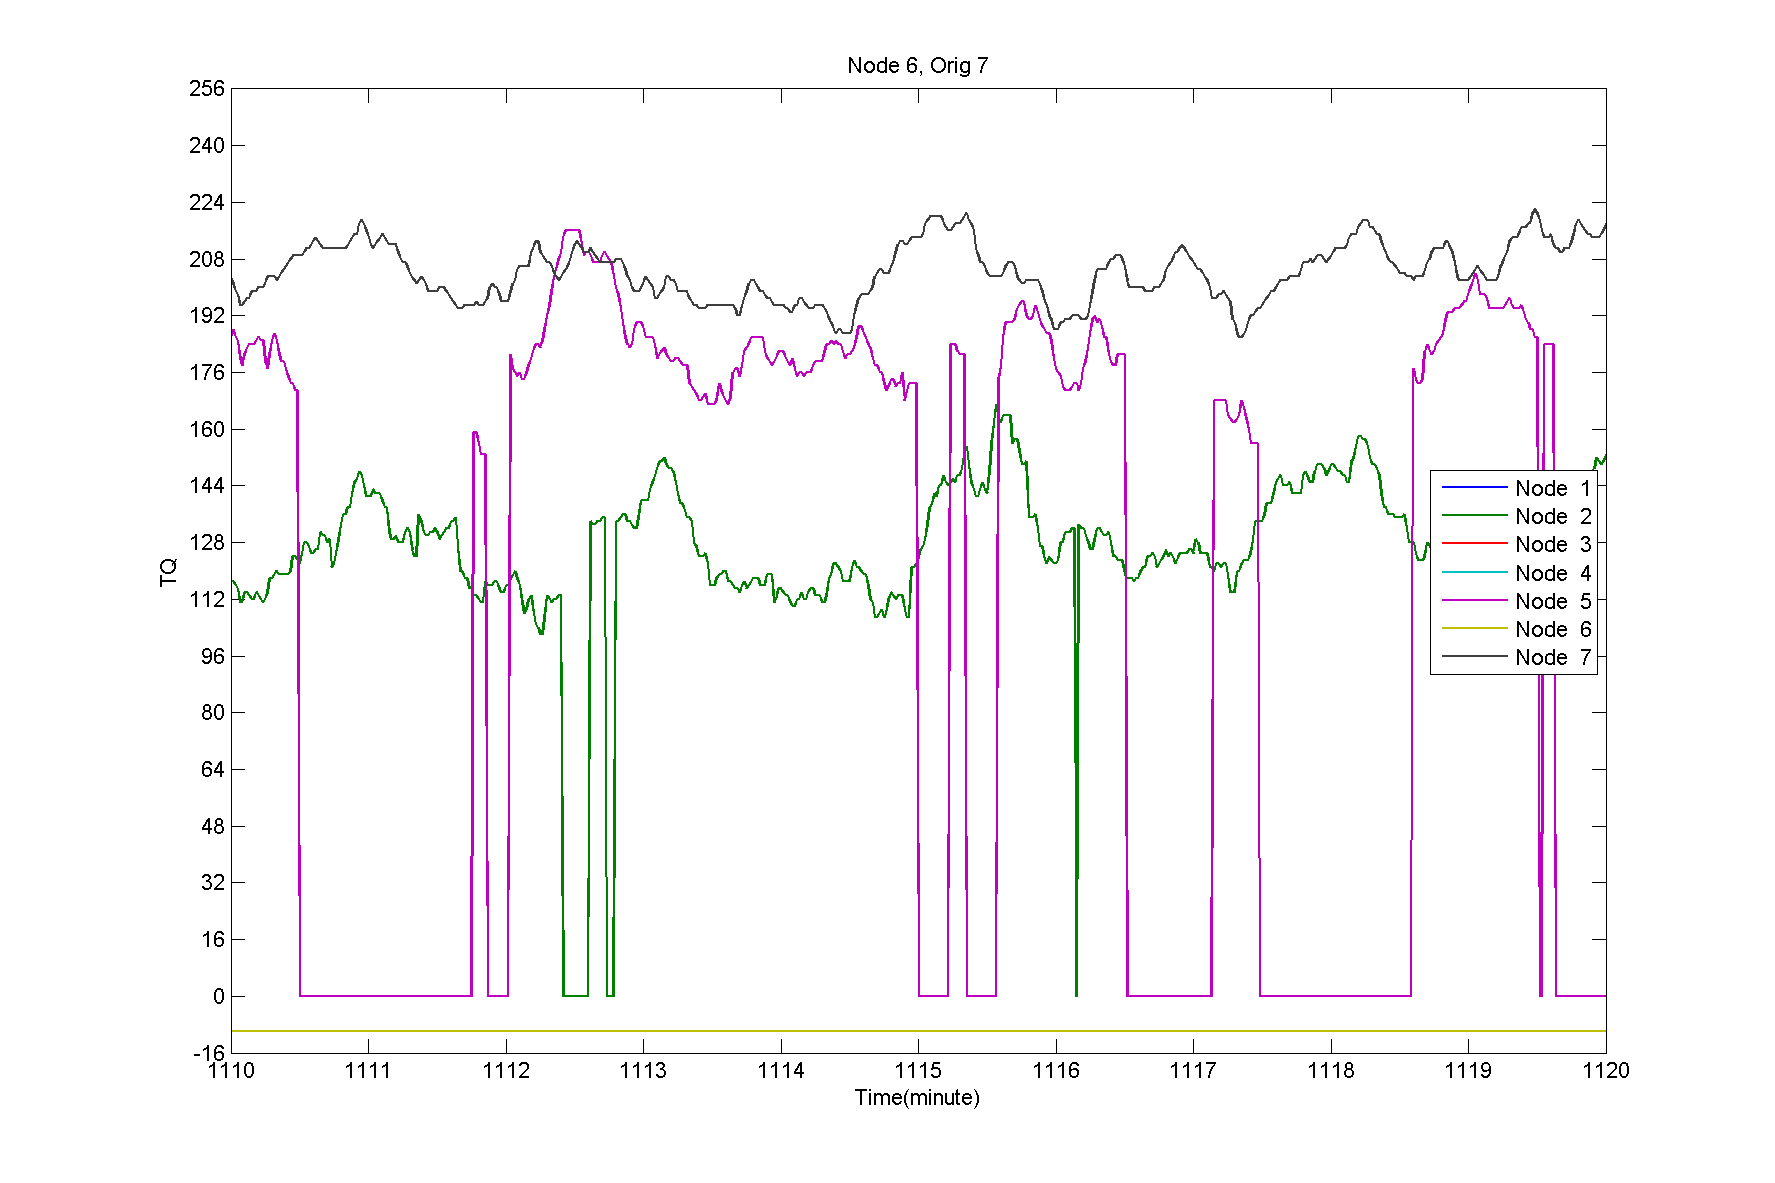 Node 6, Orig 7
256
240
224
208
192
176
160
144
128
112
96
80
64
48
32
16
0
-16
TQ
Node 1
Node 2
Node 3
Node 4
Node 5
Node 6
Node 7
1110 1111 1112 1113 1114 1115 1116 1117 1118 1119 1120
Time(minute)